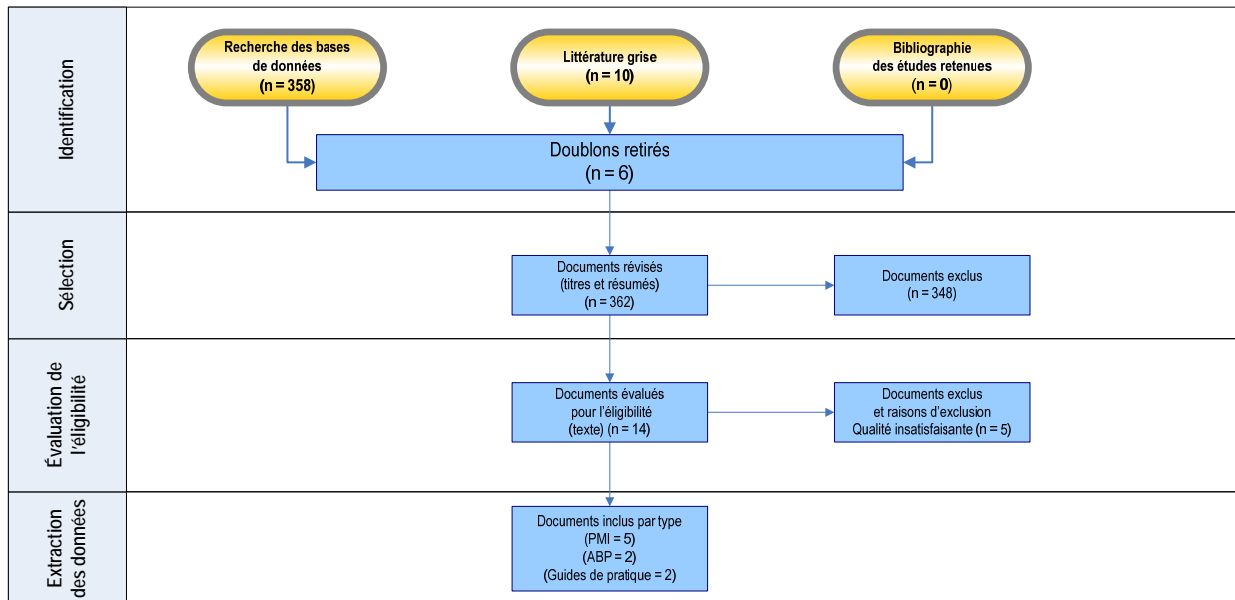 Identification
Recherche des bases
de données
(n = 358)
Littérature grise
(n = 10)
Bibliographie
des études retenues
(n = 0)
Doublons retirés
(n = 6)
Sélection
Documents révisés
(titres et résumés)
(n = 362)
Documents exclus
(n = 348)
Évaluation de
l'éligibilité
Documents évalués
pour l'éligibilité
(texte) (n = 14)
Documents exclus
et raisons d'exclusion
Qualité insatisfaisante (n = 5)
Extraction
des données
Documents inclus par type
(PMI = 5)
(ABP = 2)
(Guides de pratique = 2)